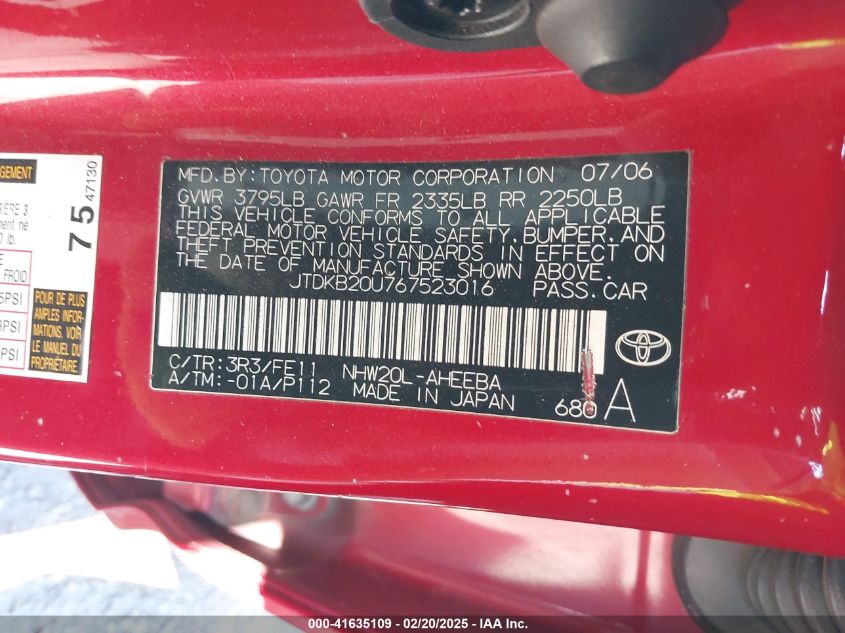 MFD. BY: TOYOTA MOTOR CORPORATION 07/06
GVWR 3795LB GAWR FR 2335LB RR 2250LB
THIS VEHICLE CONFORMS TO ALL APPLICABLE
FEDERAL MOTOR VEHICLE SAFETY, BUMPER, AND
THEFT PREVENTION STANDARDS IN EFFECT ON
THE DATE OF MANUFACTURE SHOWN ABOVE.
JTDKB20U767523016 PASS. CAR
C/TR: 3R3/FE11 NHW20L-AHEEBA
A/TM: -01A/P112 MADE IN JAPAN 680 A
75 47130
FROID
PSI
POUR DE PLUS
AMPLES INFOR-
MATIONS, VOIR
LE MANUEL DU
PROPRIÉTAIRE
000-41635109 - 02/20/2025 - IAA Inc.